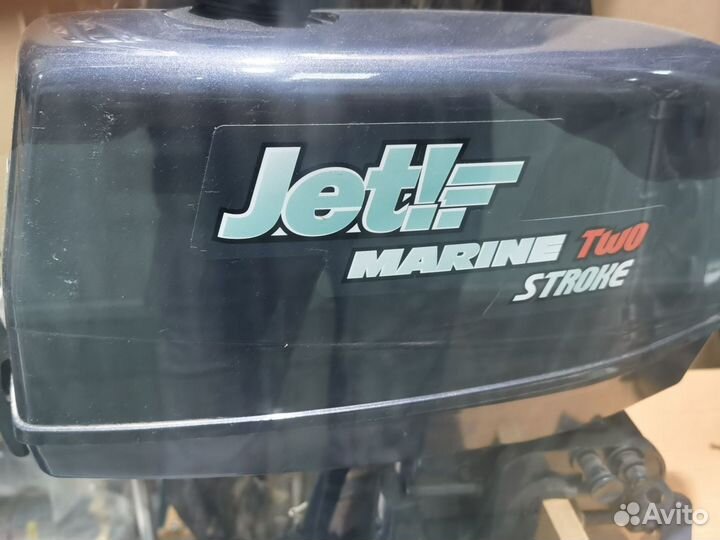 Jet!
MARINE TWO
STROKE
Avito